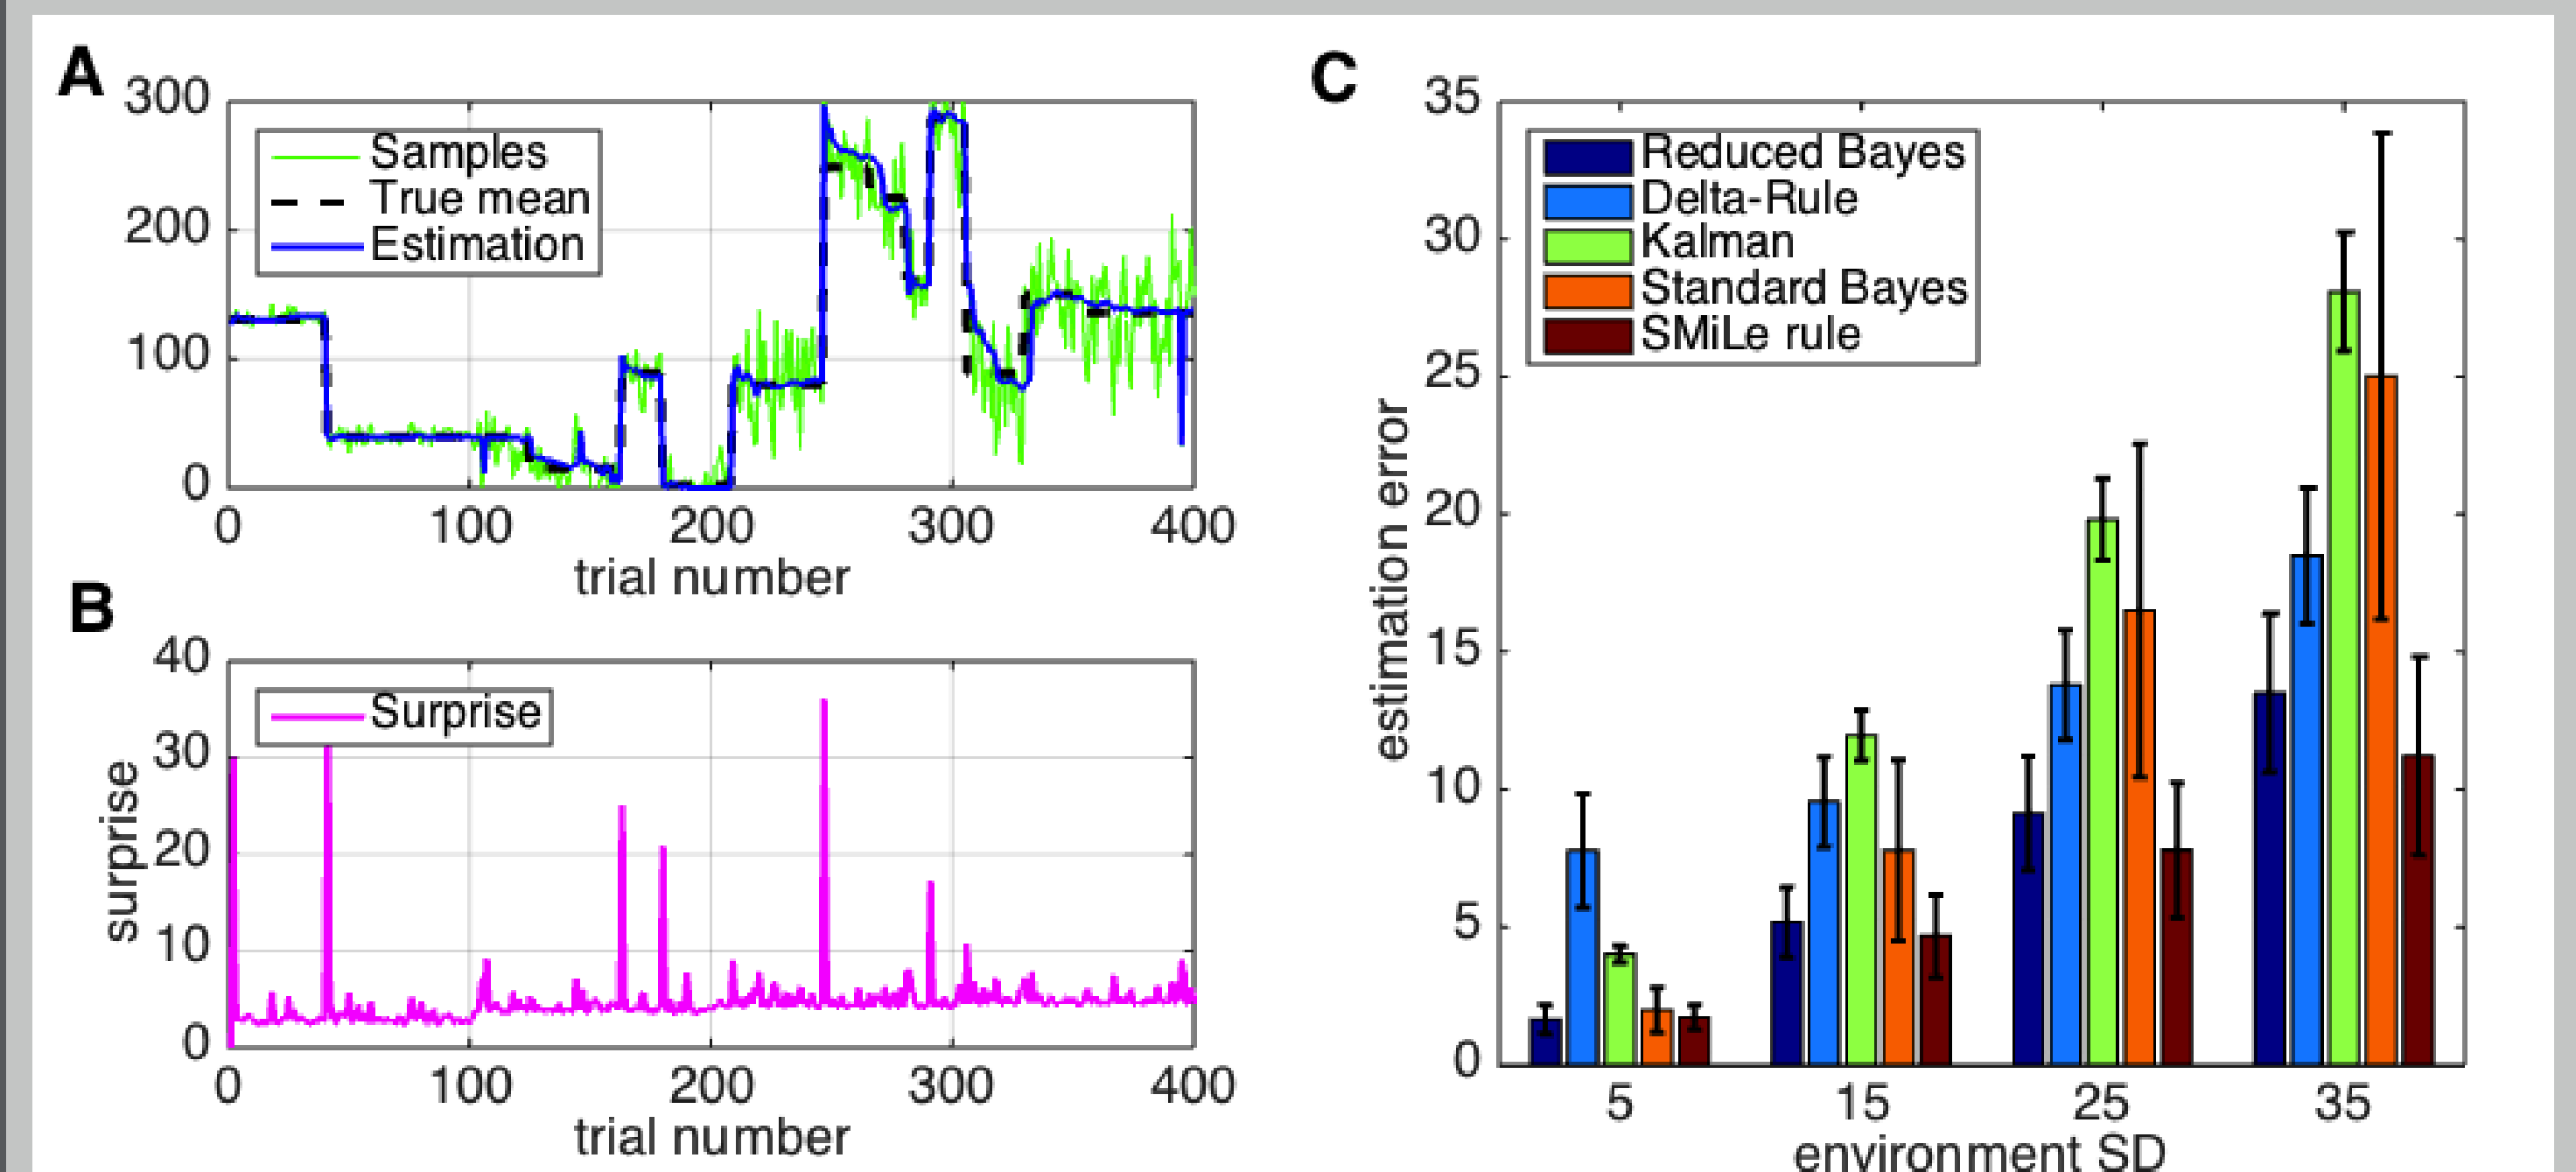 A
300
200
100
0
Samples
True mean
Estimation
0 100 200 300 400
trial number
B
40
30
20
10
0
surprise
Surprise
0 100 200 300 400
trial number
C
35
30
25
20
15
10
5
0
estimation error
Reduced Bayes
Delta-Rule
Kalman
Standard Bayes
SMiLe rule
5 15 25 35
environment SD